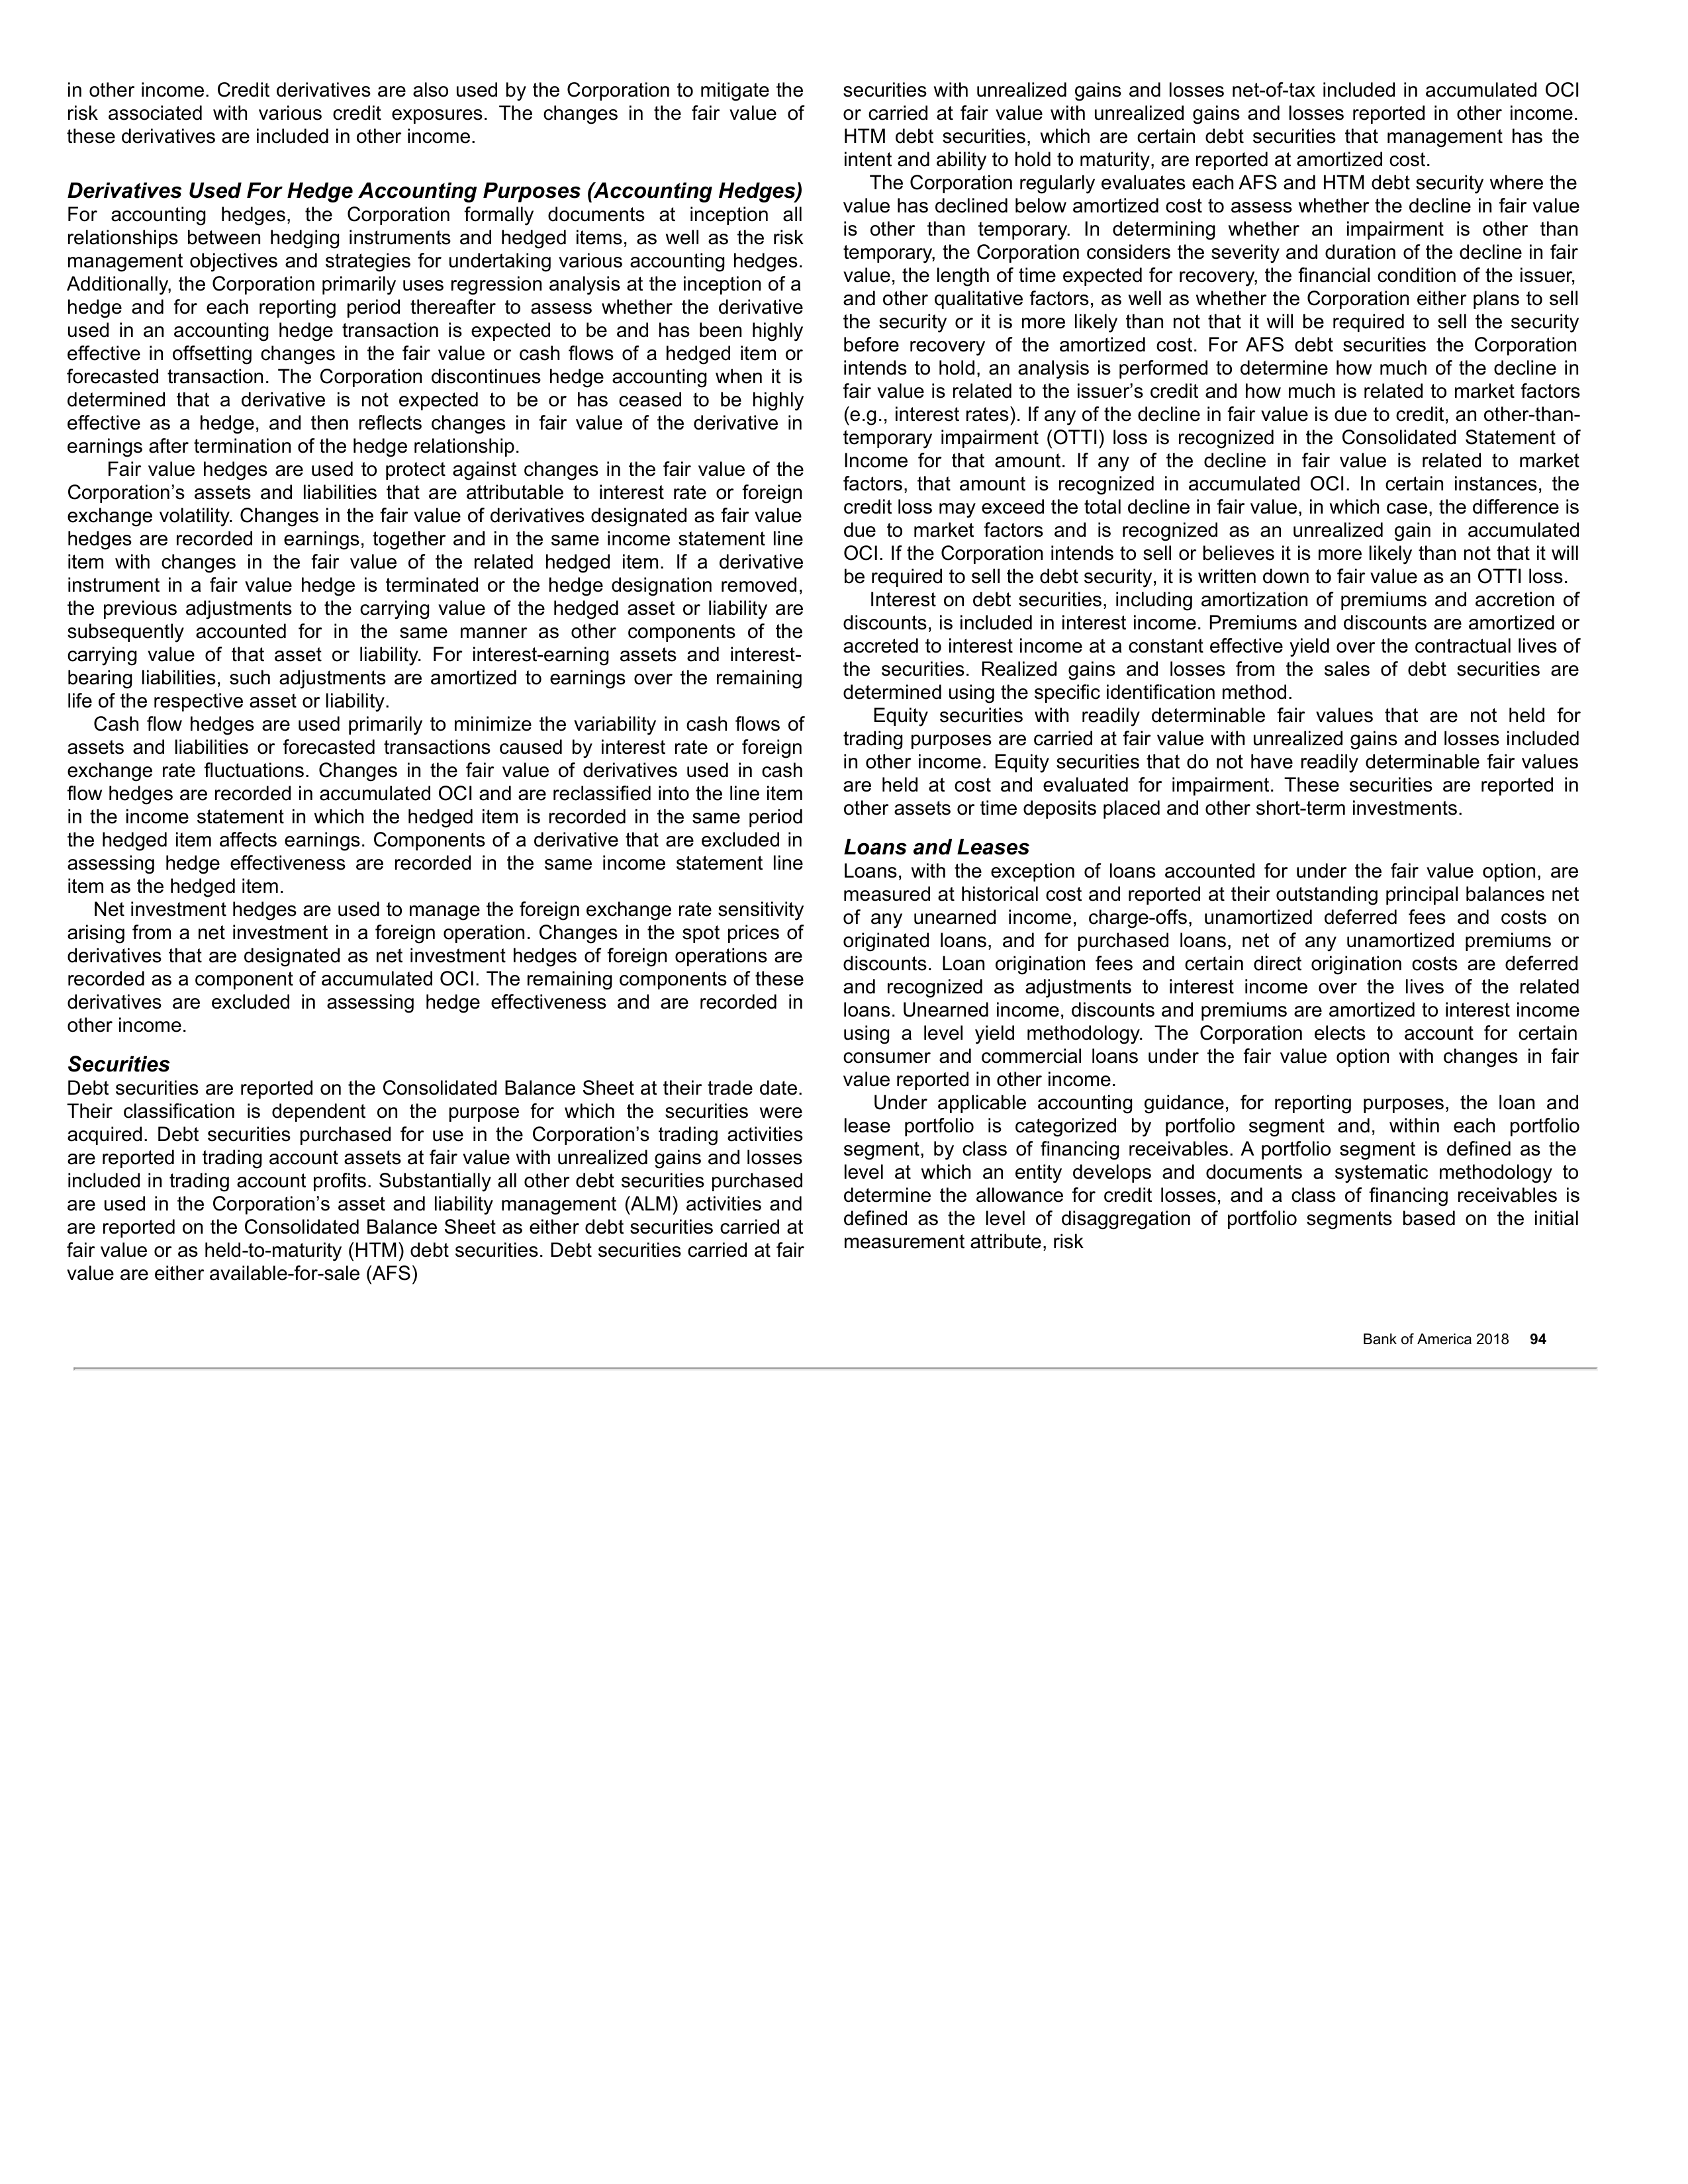 in other income. Credit derivatives are also used by the Corporation to mitigate the
risk associated with various credit exposures. The changes in the fair value of
these derivatives are included in other income.
Derivatives Used For Hedge Accounting Purposes (Accounting Hedges)
For accounting hedges, the Corporation formally documents at inception all
relationships between hedging instruments and hedged items, as well as the risk
management objectives and strategies for undertaking various accounting hedges.
Additionally, the Corporation primarily uses regression analysis at the inception of a
hedge and for each reporting period thereafter to assess whether the derivative
used in an accounting hedge transaction is expected to be and has been highly
effective in offsetting changes in the fair value or cash flows of a hedged item or
forecasted transaction. The Corporation discontinues hedge accounting when it is
determined that a derivative is not expected to be or has ceased to be highly
effective as a hedge, and then reflects changes in fair value of the derivative in
earnings after termination of the hedge relationship.
Fair value hedges are used to protect against changes in the fair value of the
Corporation’s assets and liabilities that are attributable to interest rate or foreign
exchange volatility. Changes in the fair value of derivatives designated as fair value
hedges are recorded in earnings, together and in the same income statement line
item with changes in the fair value of the related hedged item. If a derivative
instrument in a fair value hedge is terminated or the hedge designation removed,
the previous adjustments to the carrying value of the hedged asset or liability are
subsequently accounted for in the same manner as other components of the
carrying value of that asset or liability. For interest-earning assets and interest-
bearing liabilities, such adjustments are amortized to earnings over the remaining
life of the respective asset or liability.
Cash flow hedges are used primarily to minimize the variability in cash flows of
assets and liabilities or forecasted transactions caused by interest rate or foreign
exchange rate fluctuations. Changes in the fair value of derivatives used in cash
flow hedges are recorded in accumulated OCI and are reclassified into the line item
in the income statement in which the hedged item is recorded in the same period
the hedged item affects earnings. Components of a derivative that are excluded in
assessing hedge effectiveness are recorded in the same income statement line
item as the hedged item.
Net investment hedges are used to manage the foreign exchange rate sensitivity
arising from a net investment in a foreign operation. Changes in the spot prices of
derivatives that are designated as net investment hedges of foreign operations are
recorded as a component of accumulated OCI. The remaining components of these
derivatives are excluded in assessing hedge effectiveness and are recorded in
other income.
Securities
Debt securities are reported on the Consolidated Balance Sheet at their trade date.
Their classification is dependent on the purpose for which the securities were
acquired. Debt securities purchased for use in the Corporation’s trading activities
are reported in trading account assets at fair value with unrealized gains and losses
included in trading account profits. Substantially all other debt securities purchased
are used in the Corporation’s asset and liability management (ALM) activities and
are reported on the Consolidated Balance Sheet as either debt securities carried at
fair value or as held-to-maturity (HTM) debt securities. Debt securities carried at fair
value are either available-for-sale (AFS)
securities with unrealized gains and losses net-of-tax included in accumulated OCI
or carried at fair value with unrealized gains and losses reported in other income.
HTM debt securities, which are certain debt securities that management has the
intent and ability to hold to maturity, are reported at amortized cost.
The Corporation regularly evaluates each AFS and HTM debt security where the
value has declined below amortized cost to assess whether the decline in fair value
is other than temporary. In determining whether an impairment is other than
temporary, the Corporation considers the severity and duration of the decline in fair
value, the length of time expected for recovery, the financial condition of the issuer,
and other qualitative factors, as well as whether the Corporation either plans to sell
the security or it is more likely than not that it will be required to sell the security
before recovery of the amortized cost. For AFS debt securities the Corporation
intends to hold, an analysis is performed to determine how much of the decline in
fair value is related to the issuer’s credit and how much is related to market factors
(e.g., interest rates). If any of the decline in fair value is due to credit, an other-than-
temporary impairment (OTTI) loss is recognized in the Consolidated Statement of
Income for that amount. If any of the decline in fair value is related to market
factors, that amount is recognized in accumulated OCI. In certain instances, the
credit loss may exceed the total decline in fair value, in which case, the difference is
due to market factors and is recognized as an unrealized gain in accumulated
OCI. If the Corporation intends to sell or believes it is more likely than not that it will
be required to sell the debt security, it is written down to fair value as an OTTI loss.
Interest on debt securities, including amortization of premiums and accretion of
discounts, is included in interest income. Premiums and discounts are amortized or
accreted to interest income at a constant effective yield over the contractual lives of
the securities. Realized gains and losses from the sales of debt securities are
determined using the specific identification method.
Equity securities with readily determinable fair values that are not held for
trading purposes are carried at fair value with unrealized gains and losses included
in other income. Equity securities that do not have readily determinable fair values
are held at cost and evaluated for impairment. These securities are reported in
other assets or time deposits placed and other short-term investments.
Loans and Leases
Loans, with the exception of loans accounted for under the fair value option, are
measured at historical cost and reported at their outstanding principal balances net
of any unearned income, charge-offs, unamortized deferred fees and costs on
originated loans, and for purchased loans, net of any unamortized premiums or
discounts. Loan origination fees and certain direct origination costs are deferred
and recognized as adjustments to interest income over the lives of the related
loans. Unearned income, discounts and premiums are amortized to interest income
using a level yield methodology. The Corporation elects to account for certain
consumer and commercial loans under the fair value option with changes in fair
value reported in other income.
Under applicable accounting guidance, for reporting purposes, the loan and
lease portfolio is categorized by portfolio segment and, within each portfolio
segment, by class of financing receivables. A portfolio segment is defined as the
level at which an entity develops and documents a systematic methodology to
determine the allowance for credit losses, and a class of financing receivables is
defined as the level of disaggregation of portfolio segments based on the initial
measurement attribute, risk
Bank of America 2018 94